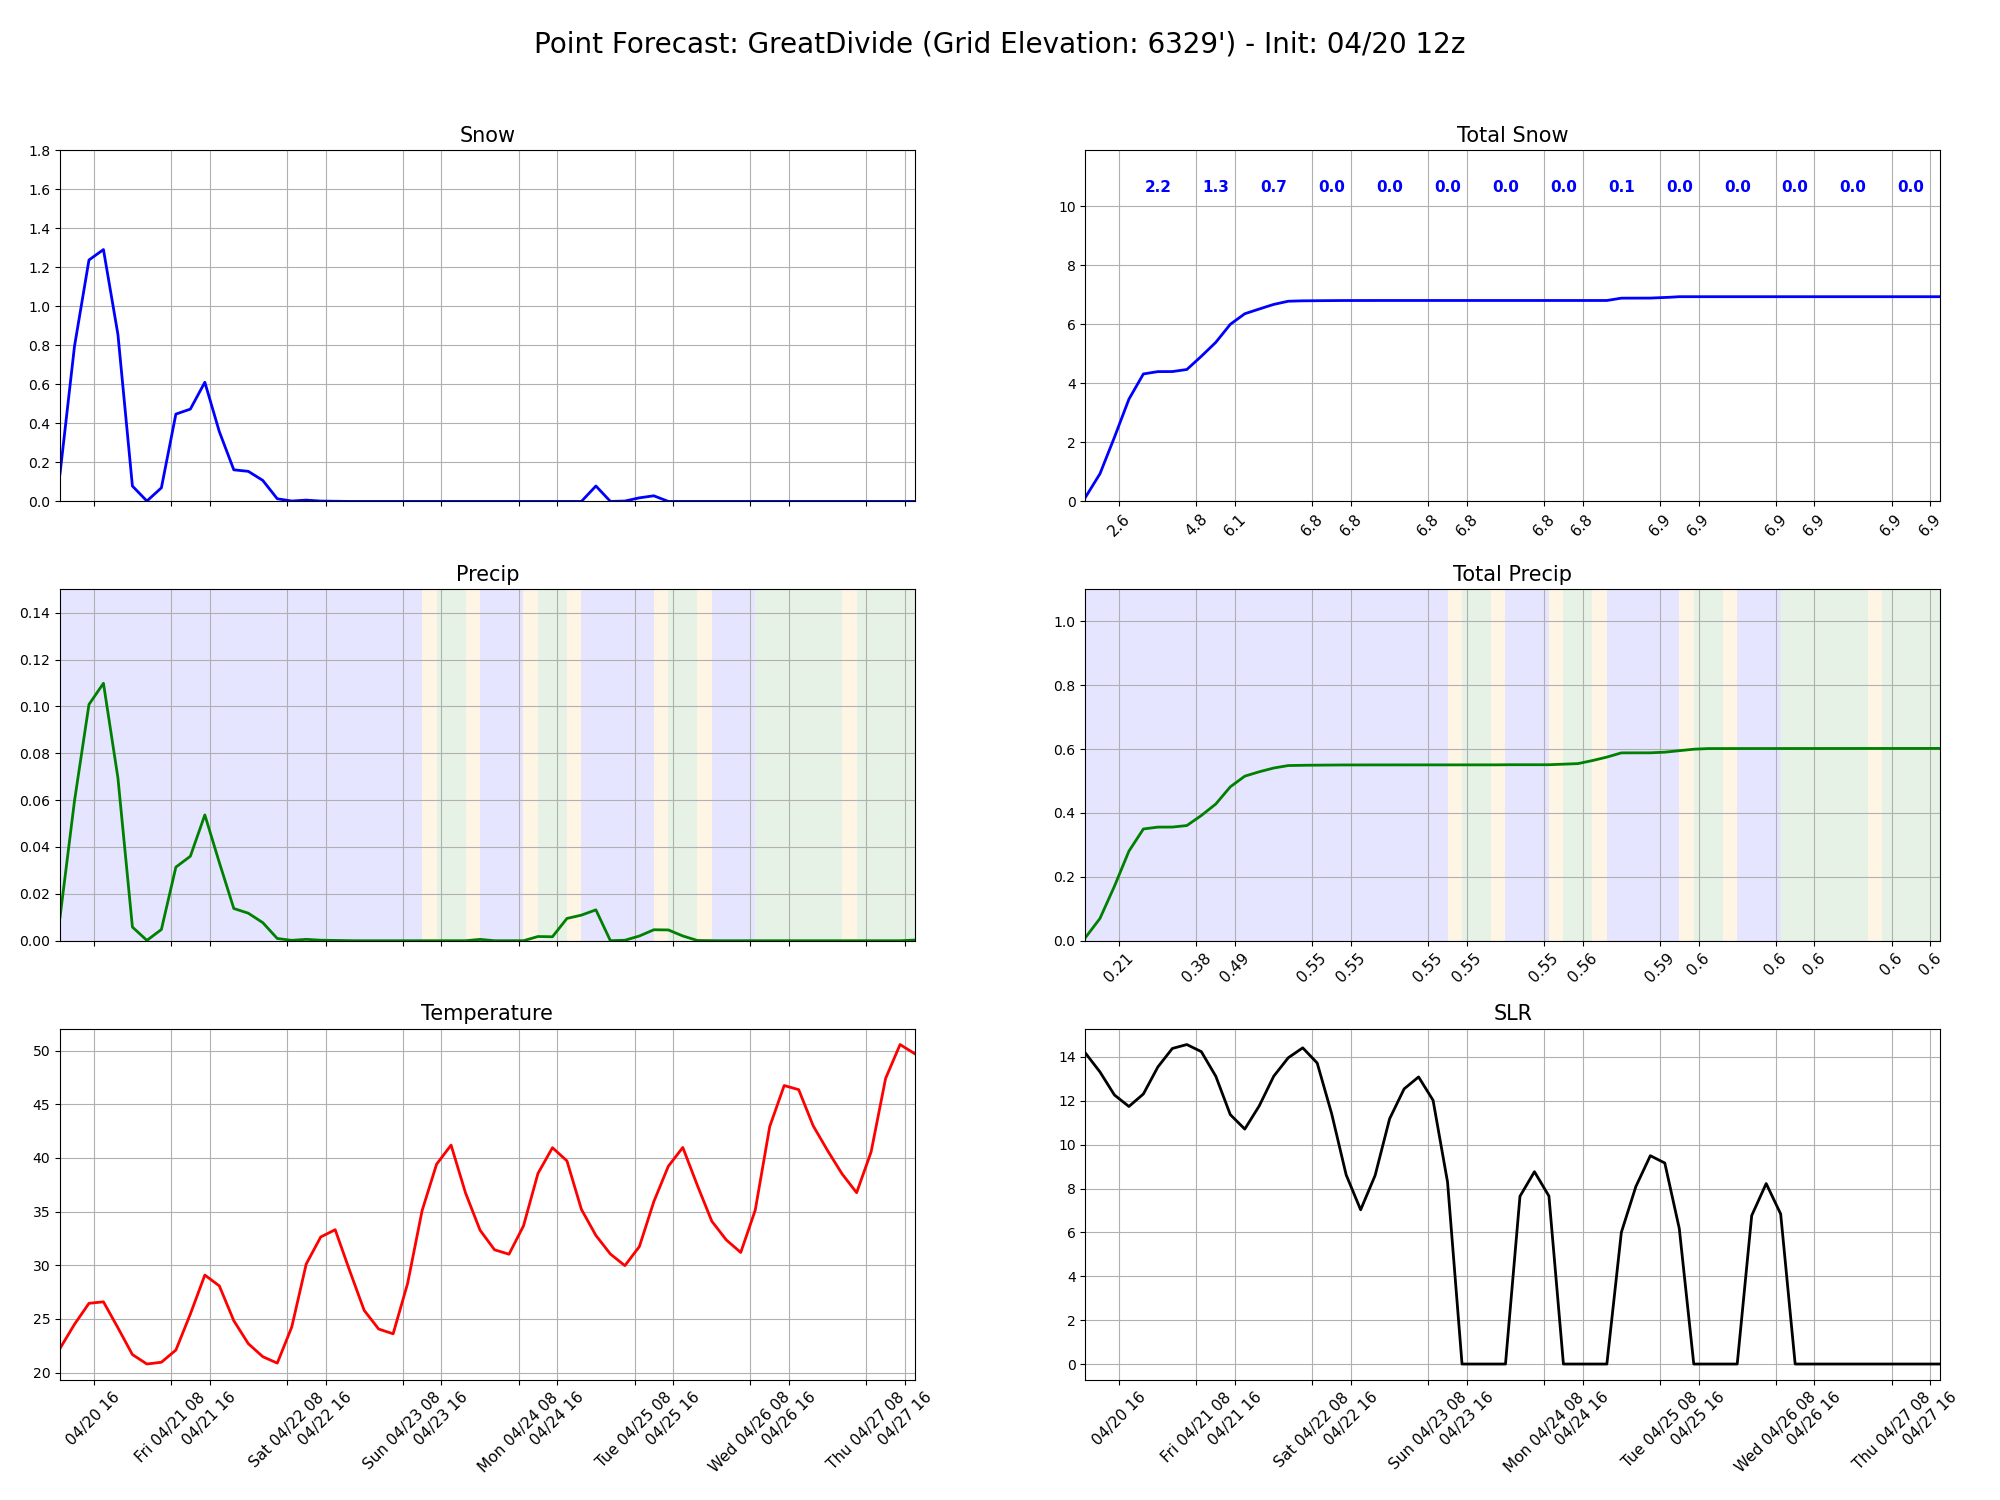 Point Forecast: GreatDivide (Grid Elevation: 6329') - Init: 04/20 12z
Snow
1.8
1.6
1.4
1.2
1.0
0.8
0.6
0.4
0.2
0.0
Total Snow
2.2 1.3 0.7 0.0 0.0 0.0 0.0 0.0 0.1 0.0 0.0 0.0 0.0 0.0
10
8
6
4
2
0
2.6 4.8 6.1 6.8 6.8 6.8 6.8 6.8 6.8 6.9 6.9 6.9 6.9 6.9 6.9
Precip
0.14
0.12
0.10
0.08
0.06
0.04
0.02
0.00
Total Precip
1.0
0.8
0.6
0.4
0.2
0.0
0.21 0.38 0.49 0.55 0.55 0.55 0.55 0.55 0.56 0.59 0.6 0.6 0.6 0.6 0.6
Temperature
50
45
40
35
30
25
20
04/20 16
Fri 04/21 08
04/21 16
Sat 04/22 08
04/22 16
Sun 04/23 08
04/23 16
Mon 04/24 08
04/24 16
Tue 04/25 08
04/25 16
Wed 04/26 08
04/26 16
Thu 04/27 08
04/27 16
SLR
14
12
10
8
6
4
2
0
04/20 16
Fri 04/21 08
04/21 16
Sat 04/22 08
04/22 16
Sun 04/23 08
04/23 16
Mon 04/24 08
04/24 16
Tue 04/25 08
04/25 16
Wed 04/26 08
04/26 16
Thu 04/27 08
04/27 16